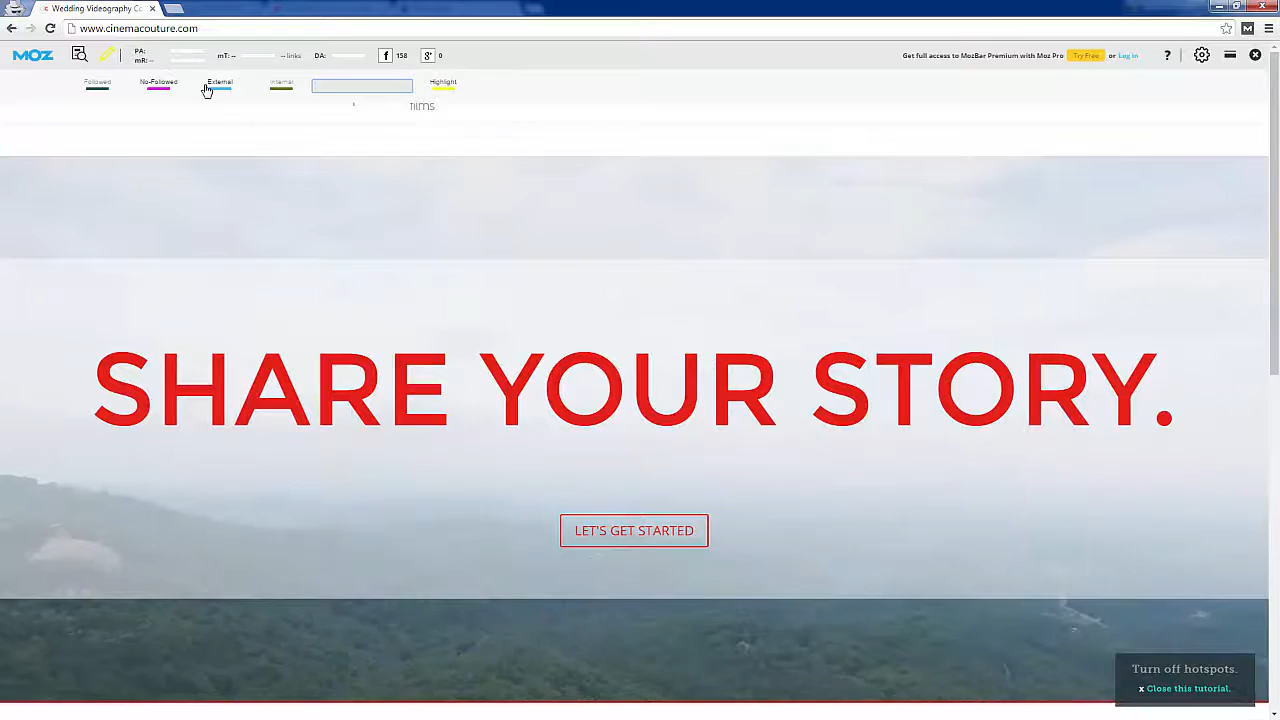 Wedding Videography Co
www.cinemacouture.com
MOZ
PA:
mR: --
mT: --
-- links
DA:
f 158
g+ 0
Get full access to MozBar Premium with Moz Pro Try Free or Log in
?
Followed No-Followed External Internal Highlight
films
SHARE YOUR STORY.
LET'S GET STARTED
Turn off hotspots.
x Close this tutorial.